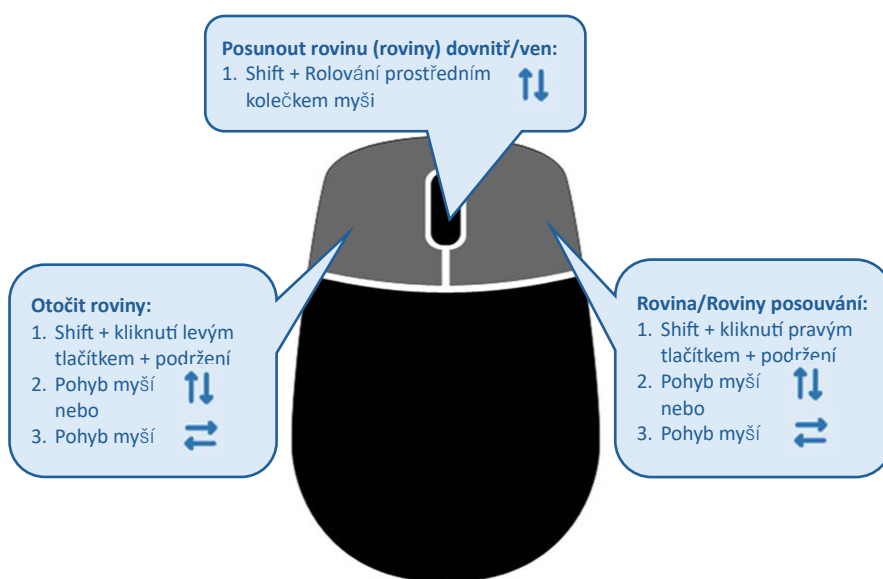 Posunout rovinu (roviny) dovnitř/ven:
1. Shift + Rolování prostředním
kolečkem myši
Otočit roviny:
1. Shift + kliknutí levým
tlačítkem + podržení
2. Pohyb myší
nebo
3. Pohyb myší
Rovina/Roviny posouvání:
1. Shift + kliknutí pravým
tlačítkem + podržení
2. Pohyb myší
nebo
3. Pohyb myší